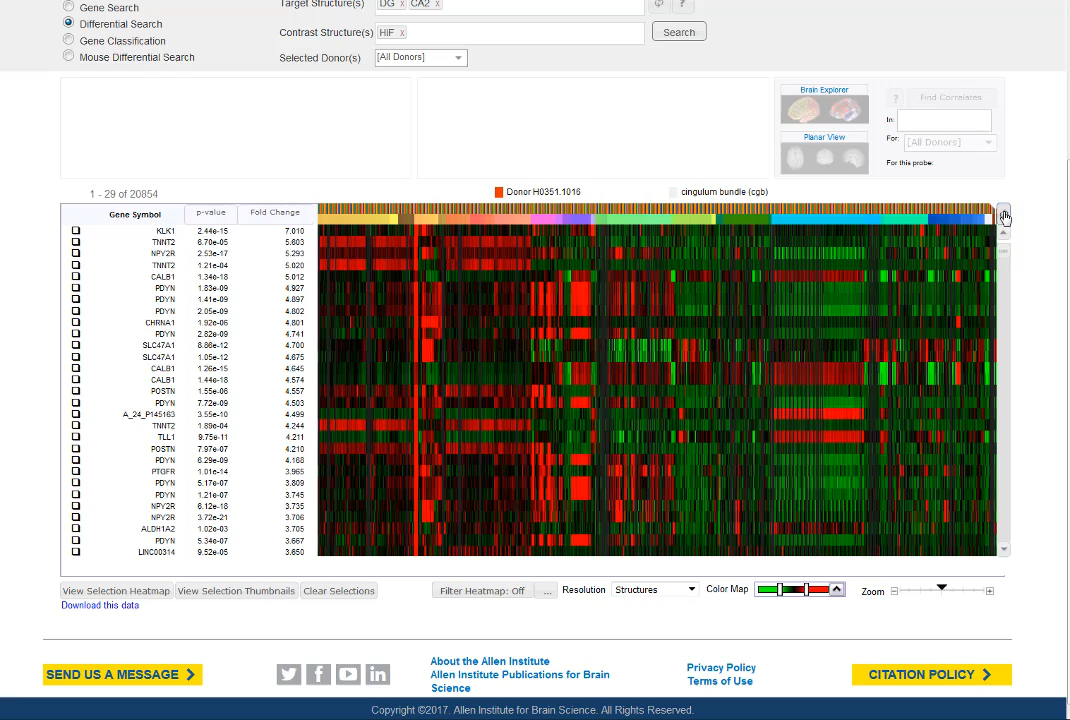 Gene Search
Differential Search
Gene Classification
Mouse Differential Search
Target Structure(s)
DG x CA2 x
?
Contrast Structure(s)
HiF x
Search
Selected Donor(s)
[All Donors]
Brain Explorer
Planar View
? Find Correlates
In:
For: [All Donors]
For this probe:
1 - 29 of 20854
Donor H0351.1016
cingulum bundle (cgb)
Gene Symbol p-value Fold Change
KLK1 2.44e-15 7.010
TNNT2 6.70e-05 5.603
NPY2R 2.53e-17 5.293
TNNT2 1.21e-04 5.020
CALB1 1.34e-18 5.012
PDYN 1.83e-09 4.927
PDYN 1.41e-09 4.897
PDYN 2.05e-09 4.802
CHRNA1 1.92e-06 4.801
PDYN 2.82e-09 4.741
SLC47A1 8.86e-12 4.700
SLC47A1 1.05e-12 4.675
CALB1 1.26e-15 4.645
CALB1 1.44e-18 4.574
POSTN 1.55e-06 4.557
PDYN 7.72e-09 4.503
A_24_P145163 3.55e-10 4.499
TNNT2 1.89e-04 4.244
TLL1 9.75e-11 4.211
POSTN 7.97e-07 4.210
PDYN 6.29e-09 4.168
PTGFR 1.01e-14 3.965
PDYN 5.17e-07 3.809
PDYN 1.21e-07 3.745
NPY2R 6.12e-18 3.735
NPY2R 3.72e-21 3.706
ALDH1A2 1.02e-03 3.705
PDYN 5.34e-07 3.667
LINC00314 9.52e-05 3.650
View Selection Heatmap View Selection Thumbnails Clear Selections
Filter Heatmap: Off ... Resolution Structures Color Map Zoom
Download this data
SEND US A MESSAGE
About the Allen Institute
Allen Institute Publications for Brain
Science
Privacy Policy
Terms of Use
CITATION POLICY
Copyright ©2017. Allen Institute for Brain Science. All Rights Reserved.